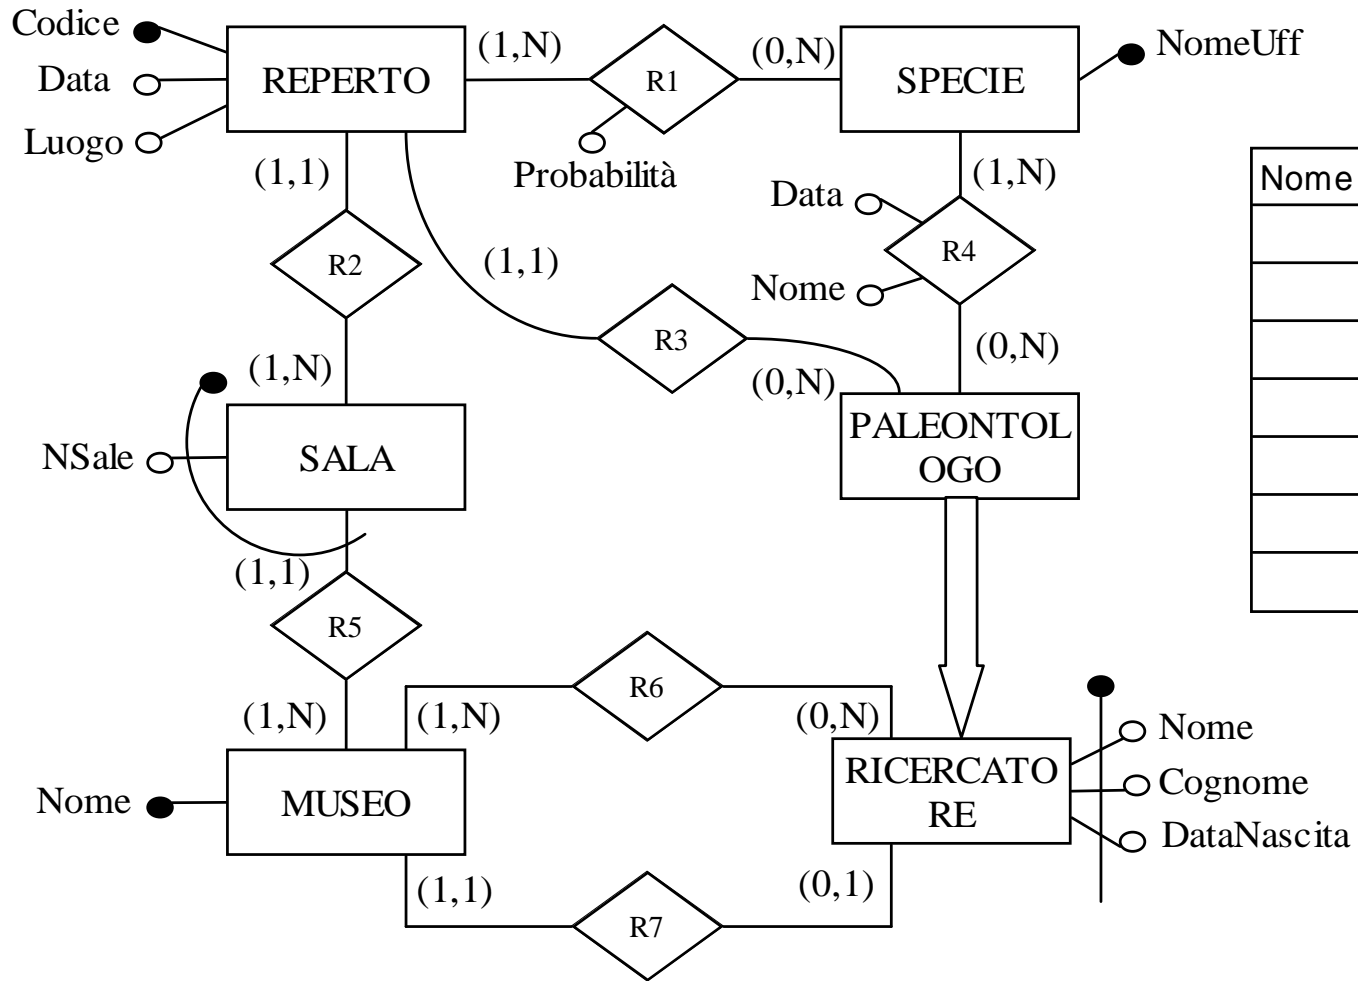 Codice
(1,N)
(0,N)
NomeUff
REPERTO
R1
SPECIE
Data
Luogo
(1,1)
Probabilità
(1,N)
Nome
Data
R2
(1,1)
R4
Nome
R3
(0,N)
(1,N)
(0,N)
PALEONTOL
OGO
NSale
SALA
(1,1)
R5
R6
(1,N)
(1,N)
(0,N)
Nome
RICERCATO
RE
Cognome
Nome
MUSEO
DataNascita
(1,1)
(0,1)
R7